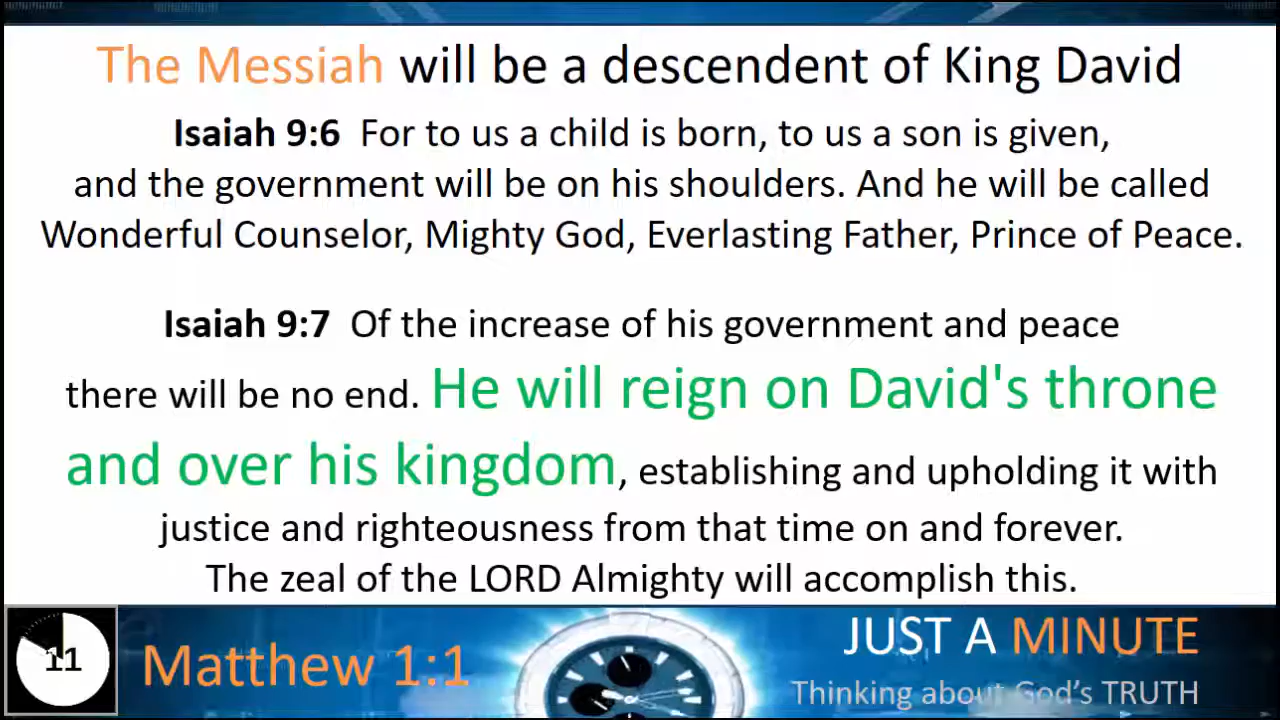 The Messiah will be a descendent of King David
Isaiah 9:6 For to us a child is born, to us a son is given,
and the government will be on his shoulders. And he will be called
Wonderful Counselor, Mighty God, Everlasting Father, Prince of Peace.
Isaiah 9:7 Of the increase of his government and peace
there will be no end. He will reign on David's throne
and over his kingdom, establishing and upholding it with
justice and righteousness from that time on and forever.
The zeal of the LORD Almighty will accomplish this.
11
Matthew 1:1
JUST A MINUTE
Thinking about God’s TRUTH